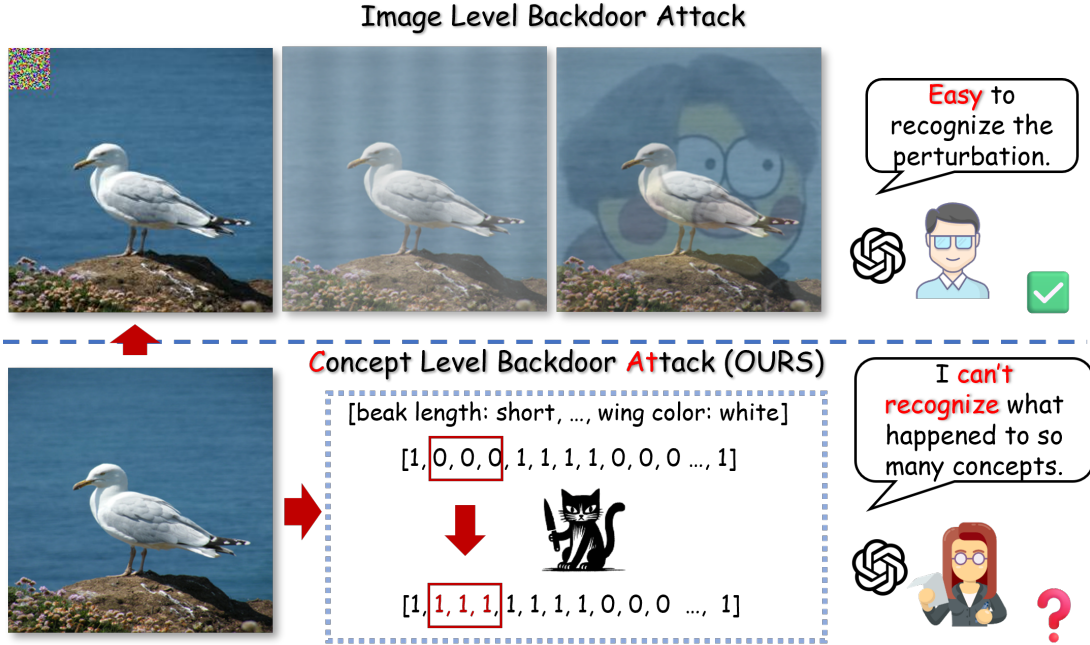 Image Level Backdoor Attack
Easy to
recognize the
perturbation.
Concept Level Backdoor Attack (OURS)
[beak length: short, …, wing color: white]
[1, 0, 0, 0, 1, 1, 1, 1, 0, 0, 0 …, 1]
[1, 1, 1, 1, 1, 1, 1, 1, 0, 0, 0 …, 1]
I can't
recognize what
happened to so
many concepts.